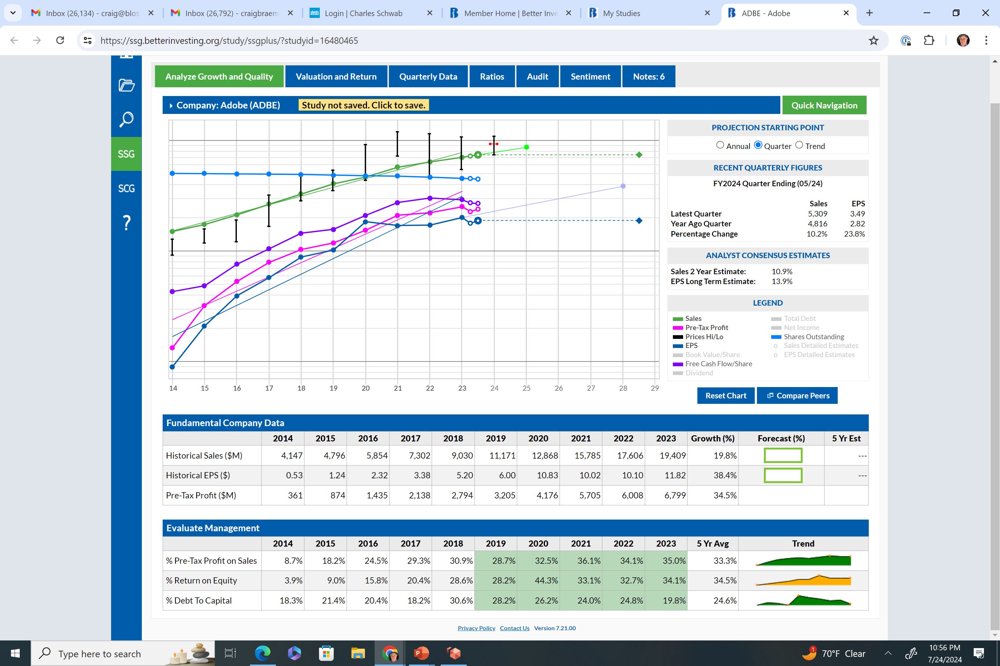 Inbox (26,134) - craig@blos
Inbox (26,792) - craigbraem
Login | Charles Schwab
Member Home | Better Inve
My Studies
ADBE - Adobe
https://ssg.betterinvesting.org/study/ssgplus/?studyid=16480465
Analyze Growth and Quality Valuation and Return Quarterly Data Ratios Audit Sentiment Notes: 6
SSG
SCG
?
Company: Adobe (ADBE) Study not saved. Click to save. Quick Navigation
PROJECTION STARTING POINT
Annual Quarter Trend
RECENT QUARTERLY FIGURES
FY2024 Quarter Ending (05/24)
Sales EPS
Latest Quarter 5,309 3.49
Year Ago Quarter 4,816 2.82
Percentage Change 10.2% 23.8%
ANALYST CONSENSUS ESTIMATES
Sales 2 Year Estimate: 10.9%
EPS Long Term Estimate: 13.9%
LEGEND
Sales Total Debt
Pre-Tax Profit Net Income
Prices Hi/Lo Shares Outstanding
EPS Sales Detailed Estimates
Book Value/Share EPS Detailed Estimates
Free Cash Flow/Share
Dividend
14 15 16 17 18 19 20 21 22 23 24 25 26 27 28 29
Reset Chart Compare Peers
Fundamental Company Data
2014 2015 2016 2017 2018 2019 2020 2021 2022 2023 Growth (%) Forecast (%) 5 Yr Est
Historical Sales ($M) 4,147 4,796 5,854 7,302 9,030 11,171 12,868 15,785 17,606 19,409 19.8% ---
Historical EPS ($) 0.53 1.24 2.32 3.38 5.20 6.00 10.83 10.02 10.10 11.82 38.4% ---
Pre-Tax Profit ($M) 361 874 1,435 2,138 2,794 3,205 4,176 5,705 6,008 6,799 34.5%
Evaluate Management
2014 2015 2016 2017 2018 2019 2020 2021 2022 2023 5 Yr Avg Trend
% Pre-Tax Profit on Sales 8.7% 18.2% 24.5% 29.3% 30.9% 28.7% 32.5% 36.1% 34.1% 35.0% 33.3%
% Return on Equity 3.9% 9.0% 15.8% 20.4% 28.6% 28.2% 44.3% 33.1% 32.7% 34.1% 34.5%
% Debt To Capital 18.3% 21.4% 20.4% 18.2% 30.6% 28.2% 26.2% 24.0% 24.8% 19.8% 24.6%
Privacy Policy Contact Us Version 7.21.00
Type here to search
1 70°F Clear
10:56 PM
7/24/2024